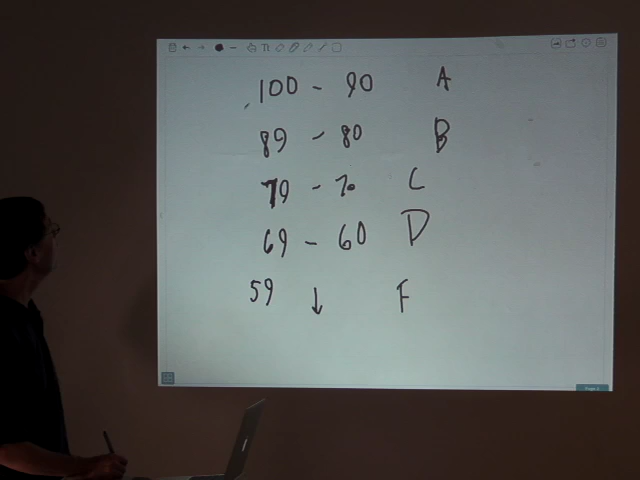 100 - 90 A
89 - 80 B
79 - 70 C
69 - 60 D
59 ↓ F